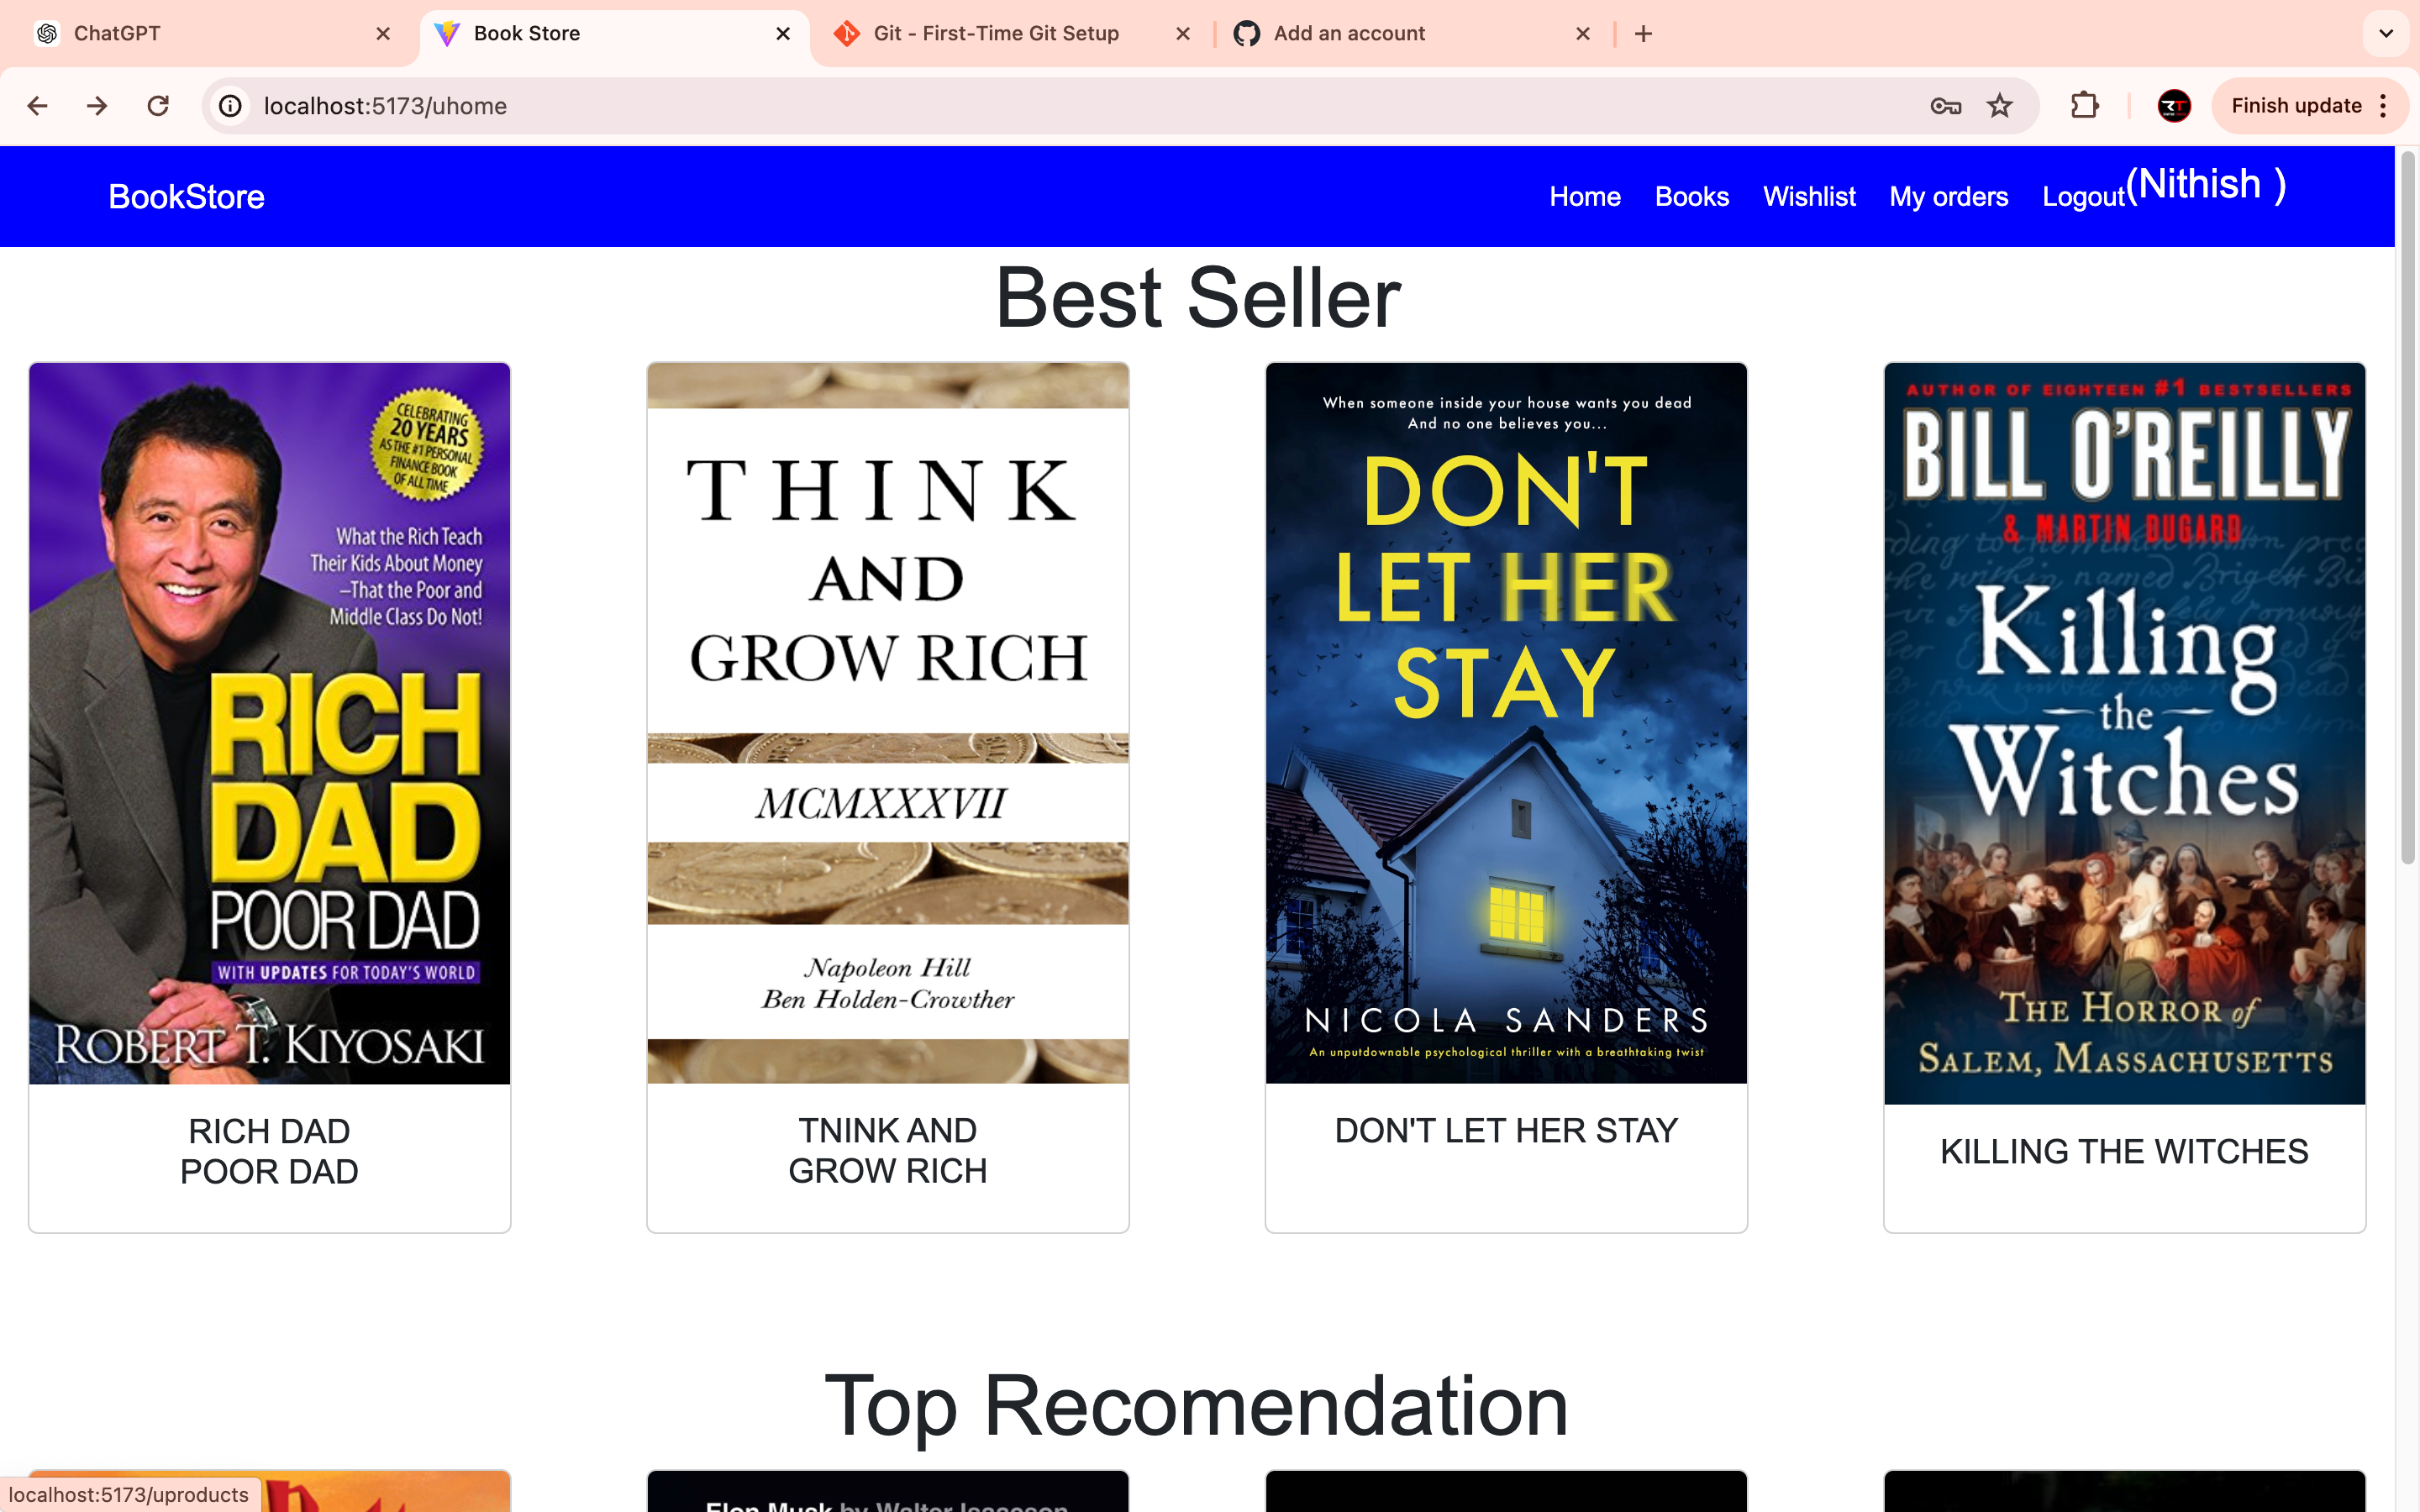 ChatGPT
Book Store
Git - First-Time Git Setup
Add an account
localhost:5173/uhome
Finish update
BookStore
Home
Books
Wishlist
My orders
Logout(Nithish )
Best Seller
CELEBRATING
20 YEARS
AS THE #1 PERSONAL
FINANCE BOOK
OF ALL TIME
What the Rich Teach
Their Kids About Money
–That the Poor and
Middle Class Do Not!
RICH
DAD
POOR DAD
WITH UPDATES FOR TODAY'S WORLD
ROBERT T. KIYOSAKI
RICH DAD
POOR DAD
THINK
AND
GROW RICH
MCMXXXVII
Napoleon Hill
Ben Holden-Crowther
TNINK AND
GROW RICH
When someone inside your house wants you dead
And no one believes you...
DON'T
LET HER
STAY
NICOLA SANDERS
An unputdownable psychological thriller with a breathtaking twist
DON'T LET HER STAY
AUTHOR OF EIGHTEEN #1 BESTSELLERS
BILL O'REILLY
& MARTIN DUGARD
Killing
the
Witches
THE HORROR of
SALEM, MASSACHUSETTS
KILLING THE WITCHES
Top Recomendation
Elon Musk by Walter Isaacson
localhost:5173/uproducts